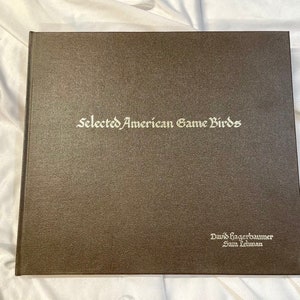 Selected American Game Birds
David Hagerbaumer
Sam Lehman